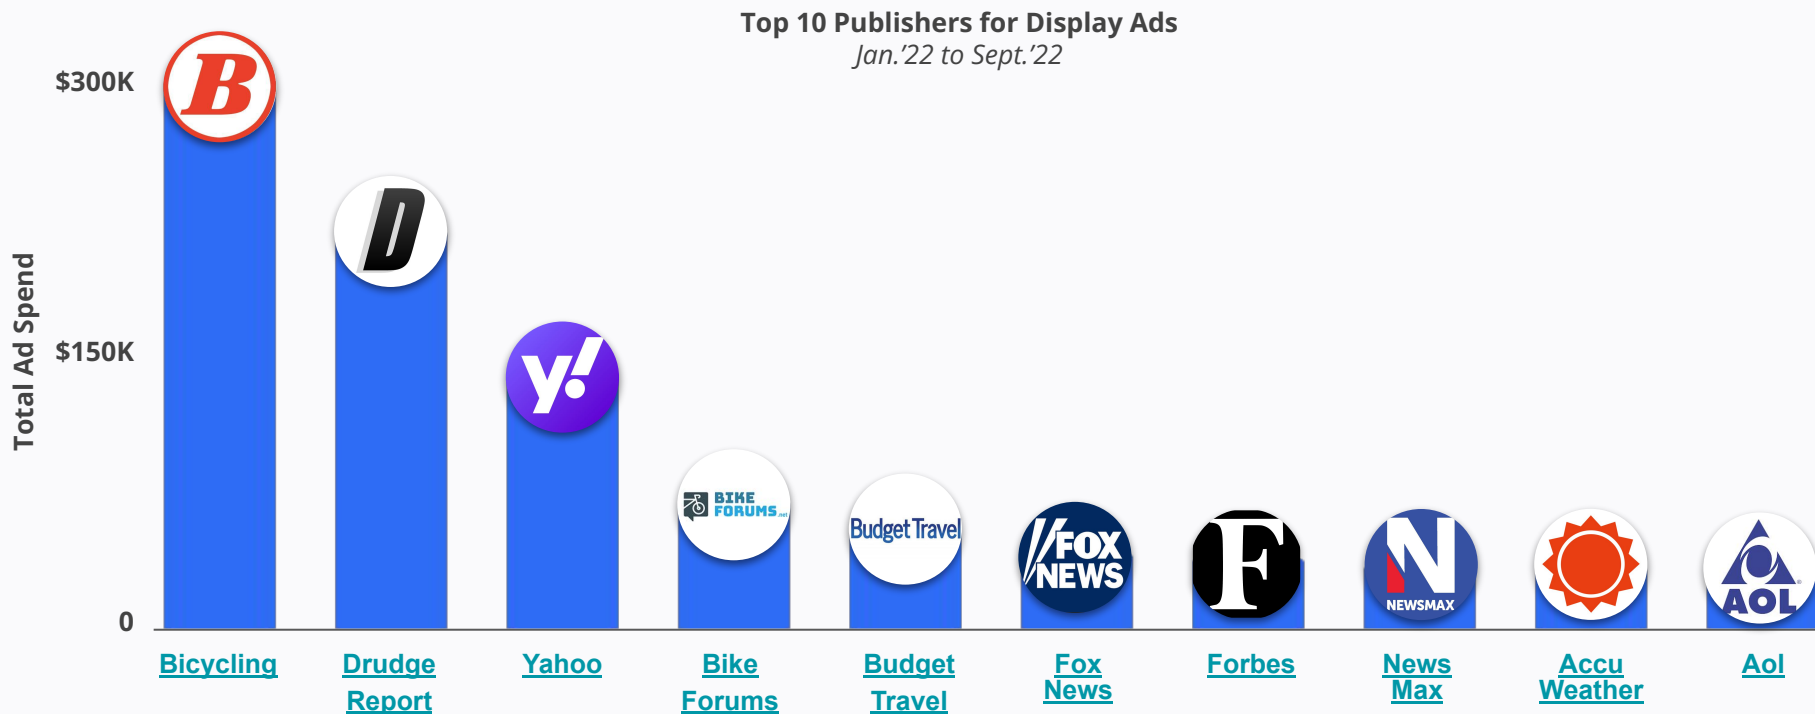 Top 10 Publishers for Display Ads
Jan.'22 to Sept.'22
Total Ad Spend
$300K
$150K
0
B
D
y!
BIKE
FORUMS.net
Budget Travel
FOX
NEWS
F
N
NEWSMAX
AOL
Bicycling
Drudge
Report
Yahoo
Bike
Forums
Budget
Travel
Fox
News
Forbes
News
Max
Accu
Weather
Aol